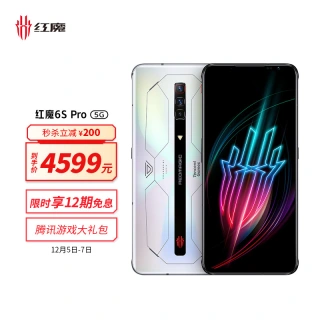 红魔
红魔6S Pro 5G
秒杀立减¥200
到手价 4599元
限时享12期免息
腾讯游戏大礼包
12月5日-7日